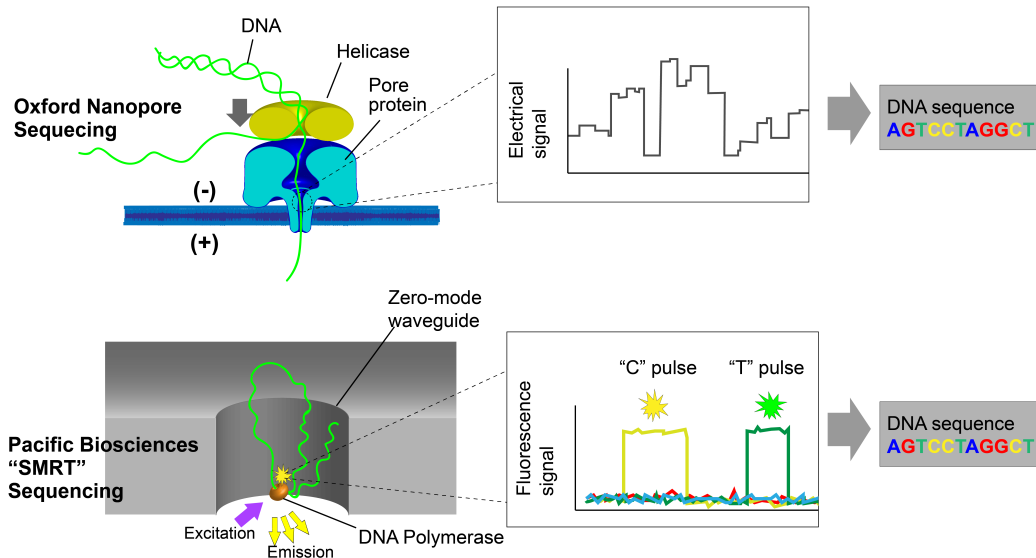 DNA
Helicase
Pore
protein
Oxford Nanopore
Sequecing
(-)
(+)
Electrical
signal
DNA sequence
AGTCCTAGGCT
Zero-mode
waveguide
Pacific Biosciences
“SMRT”
Sequencing
Excitation
Emission
DNA Polymerase
“C” pulse
“T” pulse
Fluorescence
signal
DNA sequence
AGTCCTAGGCT